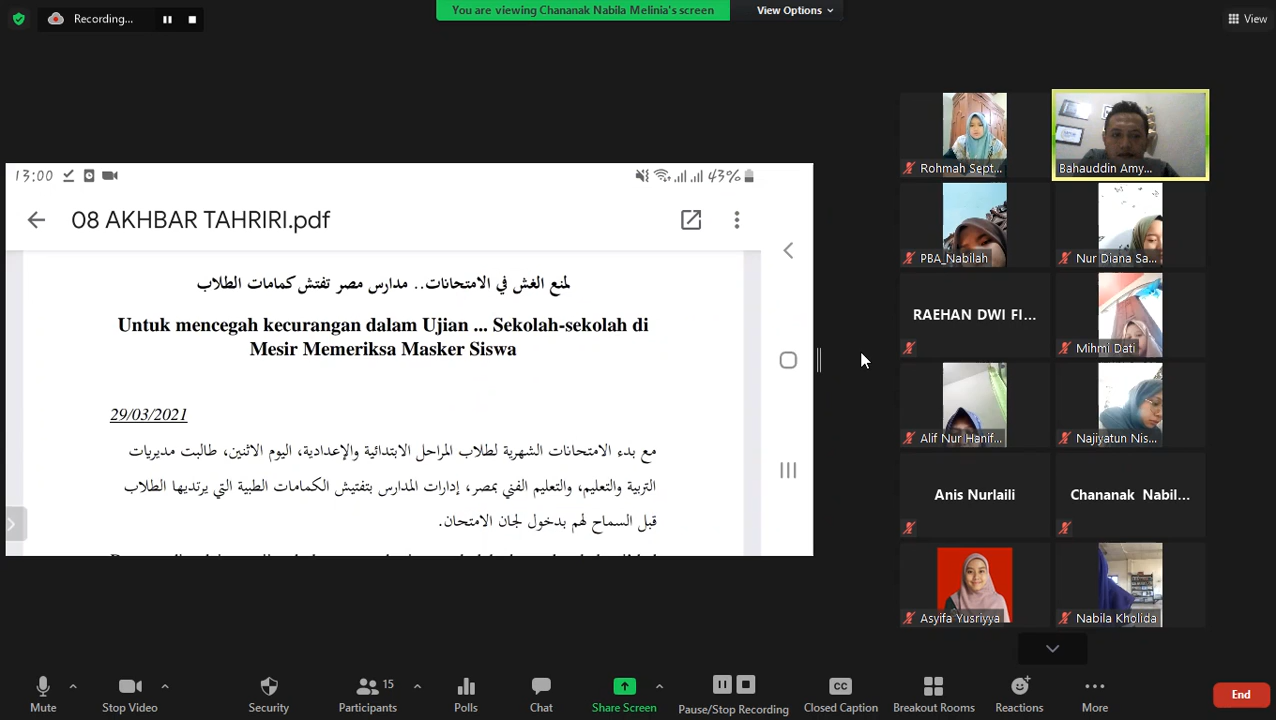 Recording...
You are viewing Chananak Nabila Melinia's screen
View Options
View
13:00
43%
08 AKHBAR TAHRIRI.pdf
لمنع الغش في الامتحانات.. مدارس مصر تفتش كمامات الطلاب
Untuk mencegah kecurangan dalam Ujian ... Sekolah-sekolah di
Mesir Memeriksa Masker Siswa
29/03/2021
مع بدء الامتحانات الشهرية لطلاب المراحل الابتدائية والإعدادية، اليوم الاثنين، طالبت مديريات
التربية والتعليم، والتعليم الفني بمصر، إدارات المدارس بتفتيش الكمامات الطبية التي يرتديها الطلاب
قبل السماح لهم بدخول لجان الامتحان.
Rohmah Sept...
Bahauddin Amy...
PBA_Nabilah
Nur Diana Sa...
RAEHAN DWI FI...
Mihmi Dati
Alif Nur Hanif...
Najiyatun Nis...
Anis Nurlaili
Chananak Nabil...
Asyifa Yusriyya
Nabila Kholida
Mute
Stop Video
Security
15
Participants
Polls
Chat
Share Screen
Pause/Stop Recording
CC
Closed Caption
Breakout Rooms
Reactions
More
End